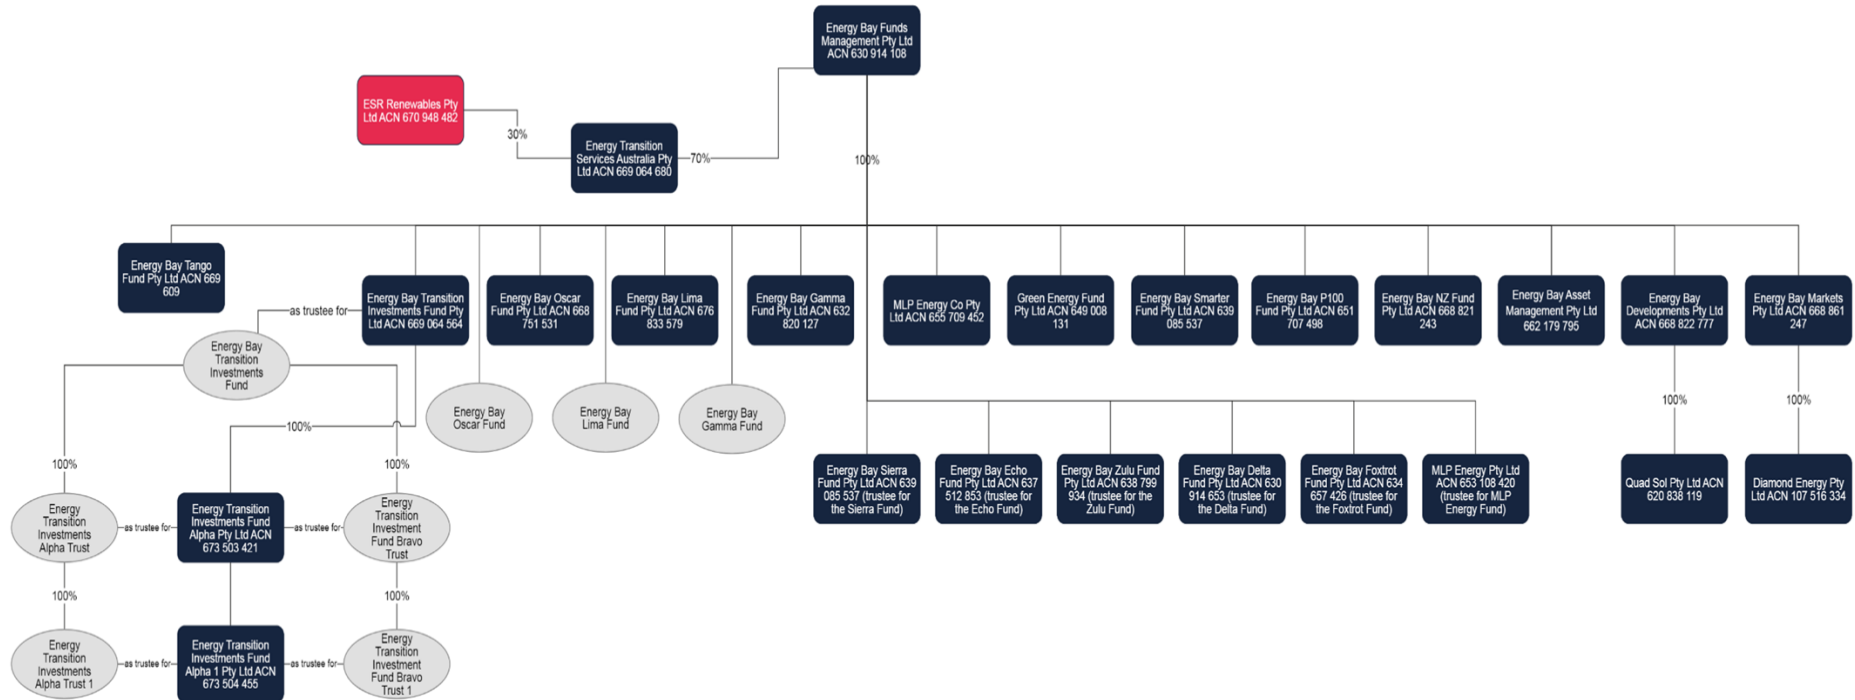 Energy Bay Funds
Management Pty Ltd
ACN 630 914 108
ESR Renewables Pty
Ltd ACN 670 948 482
30%
Energy Transition
Services Australia Pty
Ltd ACN 669 064 680
70%
100%
Energy Bay Tango
Fund Pty Ltd ACN 669
609
as trustee for
Energy Bay Transition
Investments Fund Pty
Ltd ACN 669 064 564
Energy Bay Oscar
Fund Pty Ltd ACN 668
751 531
Energy Bay Lima
Fund Pty Ltd ACN 676
833 579
Energy Bay Gamma
Fund Pty Ltd ACN 632
820 127
MLP Energy Co Pty
Ltd ACN 655 709 452
Green Energy Fund
Pty Ltd ACN 649 008
131
Energy Bay Smarter
Fund Pty Ltd ACN 639
085 537
Energy Bay P100
Fund Pty Ltd ACN 651
707 498
Energy Bay NZ Fund
Pty Ltd ACN 668 821
243
Energy Bay Asset
Management Pty Ltd
662 179 795
Energy Bay
Developments Pty Ltd
ACN 668 822 777
Energy Bay Markets
Pty Ltd ACN 668 861
247
Energy Bay
Transition
Investments
Fund
Energy Bay
Oscar Fund
Energy Bay
Lima Fund
Energy Bay
Gamma Fund
100%
100%
100%
100%
100%
Energy Bay Sierra
Fund Pty Ltd ACN 639
085 537 (trustee for
the Sierra Fund)
Energy Bay Echo
Fund Pty Ltd ACN 637
512 853 (trustee for
the Echo Fund)
Energy Bay Zulu Fund
Pty Ltd ACN 638 799
934 (trustee for the
Zulu Fund)
Energy Bay Delta
Fund Pty Ltd ACN 630
914 653 (trustee for
the Delta Fund)
Energy Bay Foxtrot
Fund Pty Ltd ACN 634
657 426 (trustee for
the Foxtrot Fund)
MLP Energy Pty Ltd
ACN 653 108 420
(trustee for MLP
Energy Fund)
Quad Sol Pty Ltd ACN
620 838 119
Diamond Energy Pty
Ltd ACN 107 516 334
Energy
Transition
Investments
Alpha Trust
as trustee for
Energy Transition
Investments Fund
Alpha Pty Ltd ACN
673 503 421
as trustee for
Energy
Transition
Investment
Fund Bravo
Trust
100%
100%
Energy
Transition
Investments
Alpha Trust 1
as trustee for
Energy Transition
Investments Fund
Alpha 1 Pty Ltd ACN
673 504 455
as trustee for
Energy
Transition
Investment
Fund Bravo
Trust 1